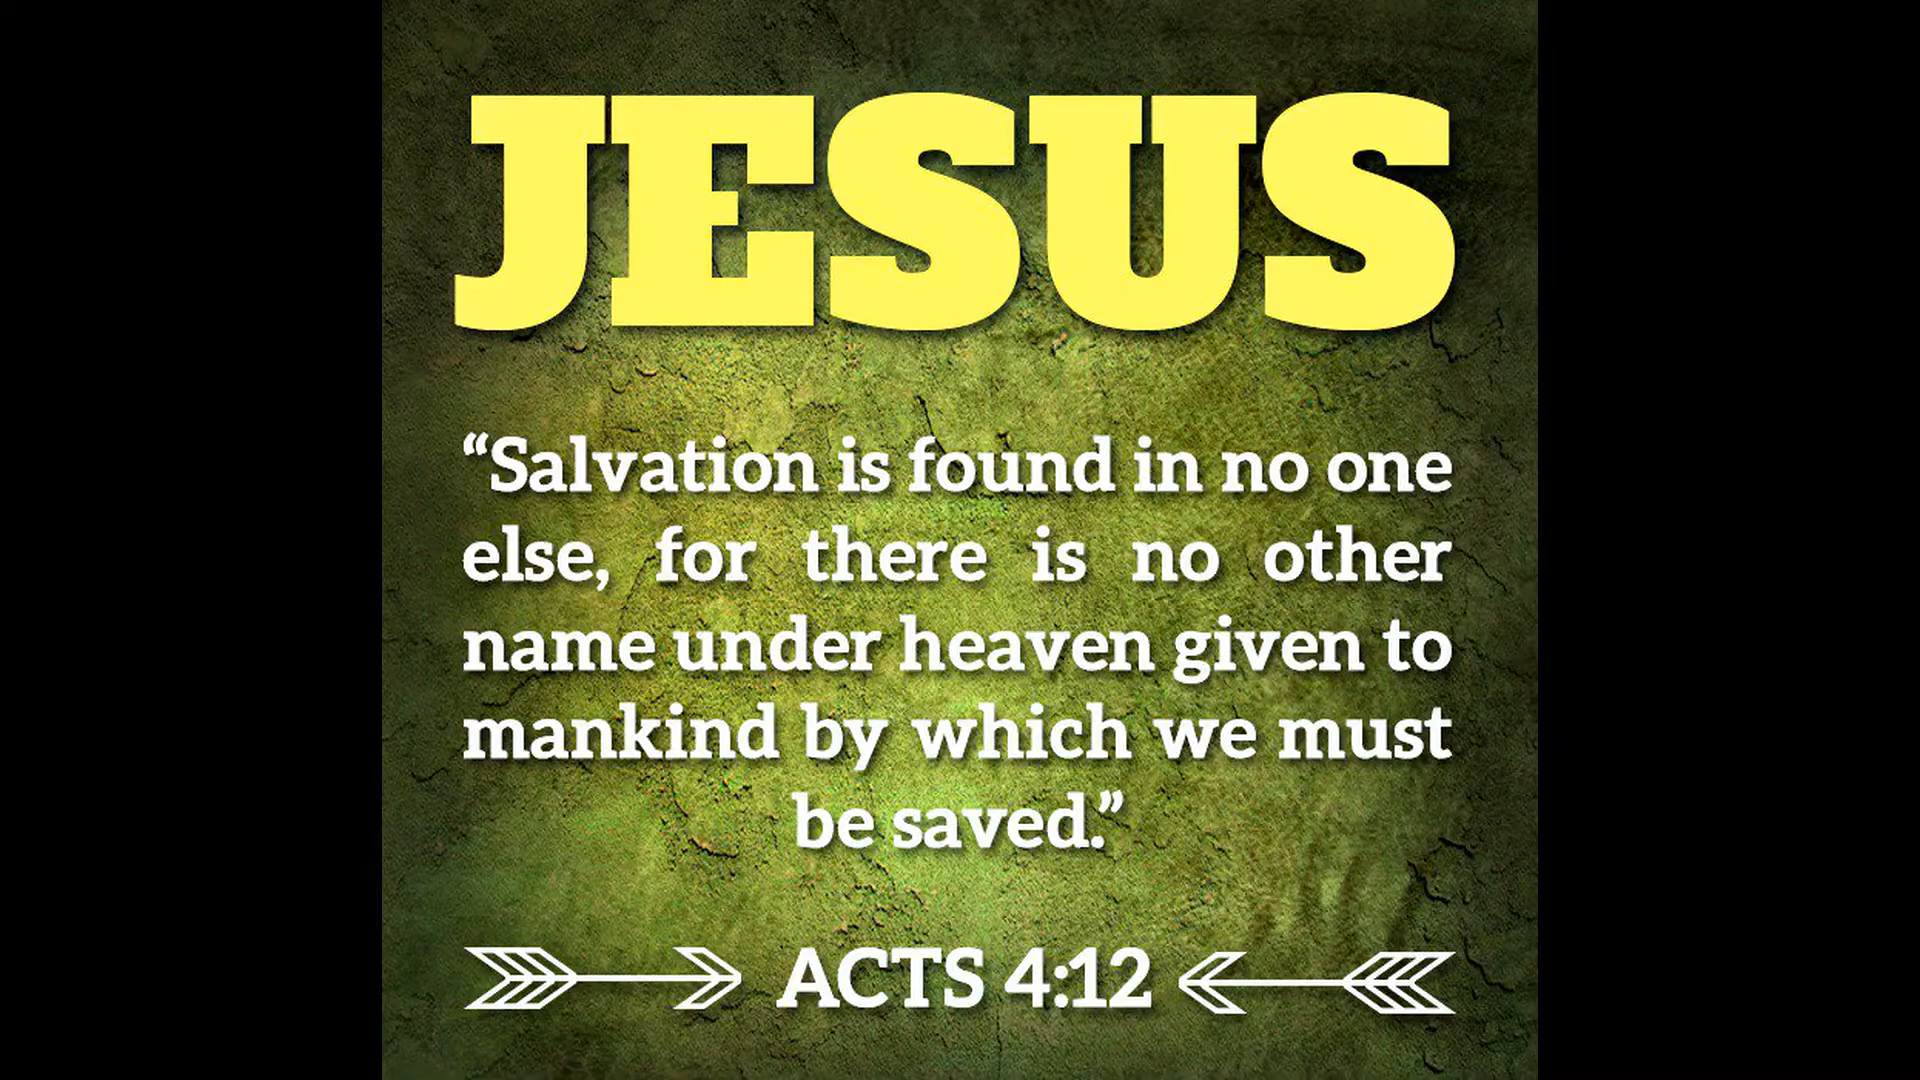 JESUS
“Salvation is found in no one
else, for there is no other
name under heaven given to
mankind by which we must
be saved.”
ACTS 4:12